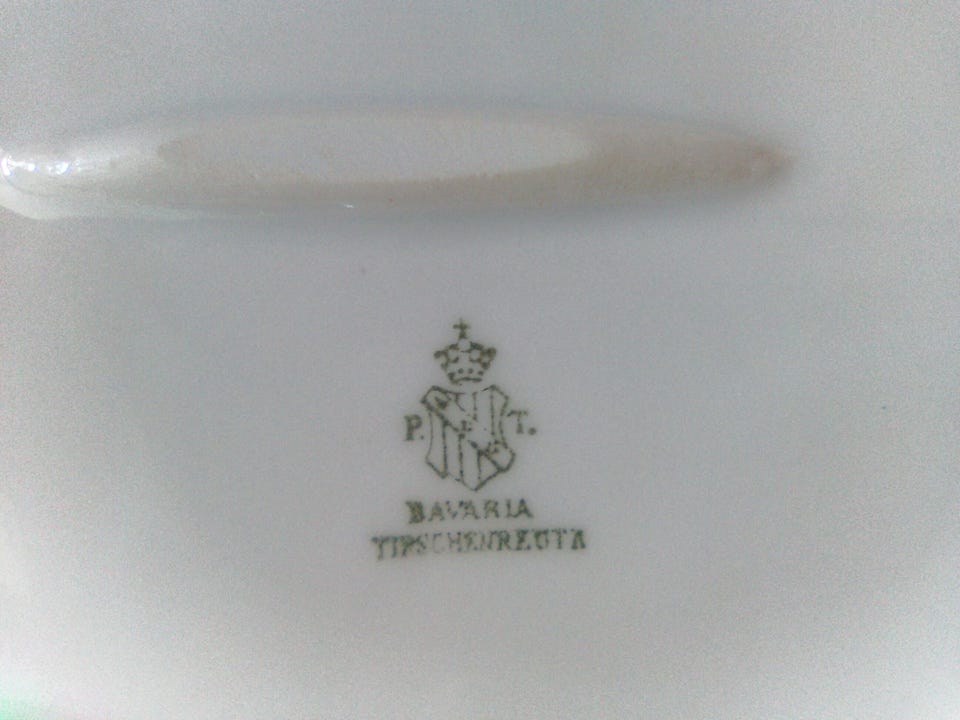 P. T.
BAVARIA
TIRSCHENREUTH